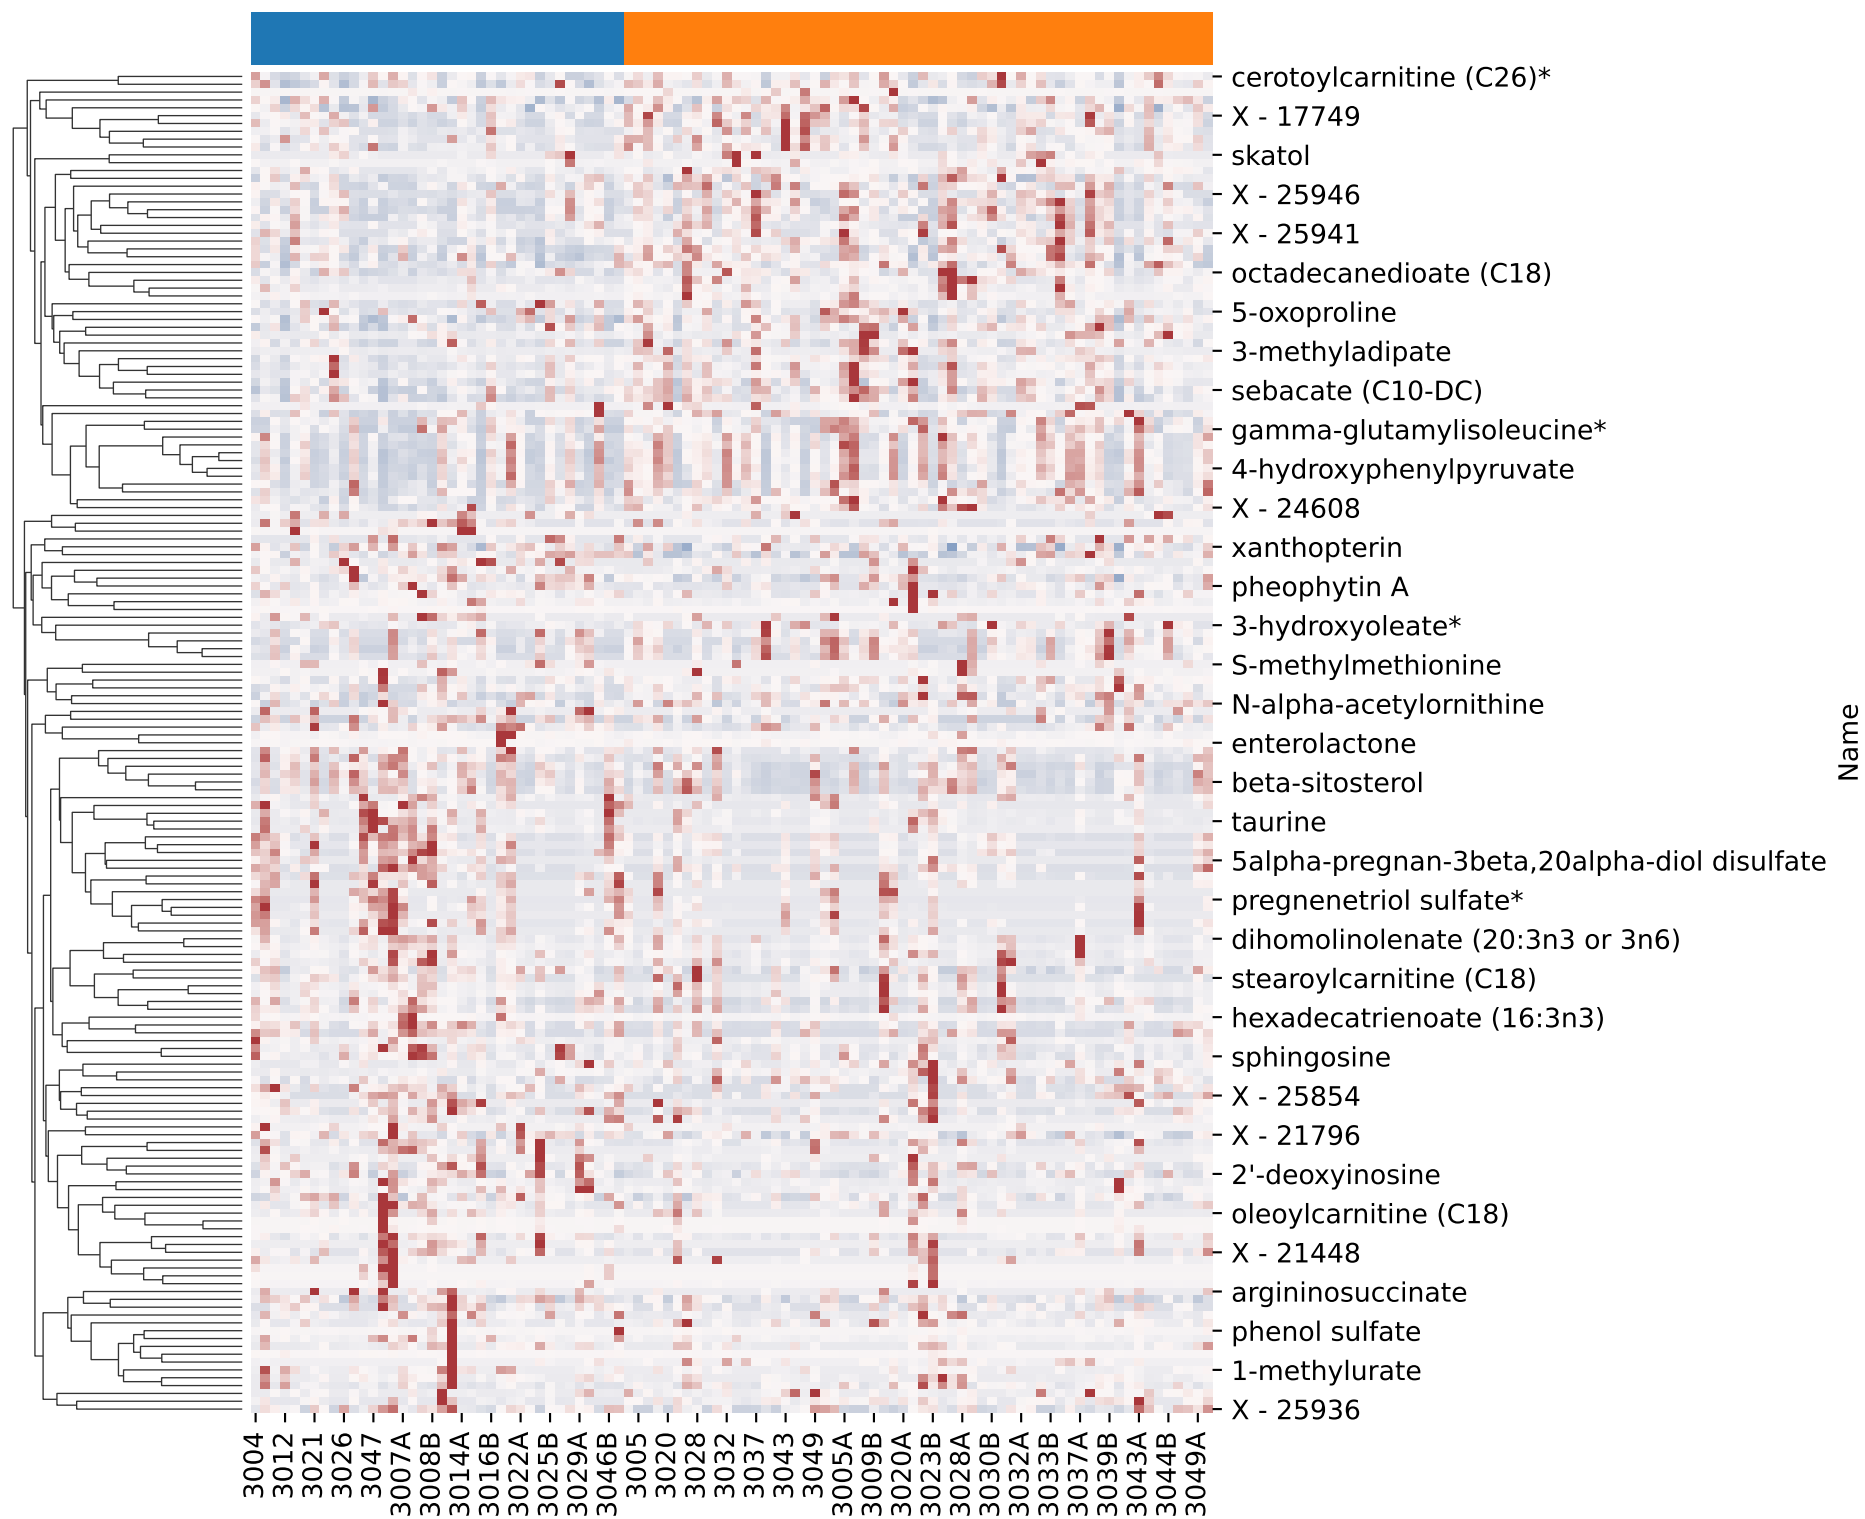 cerotoylcarnitine (C26)*
X - 17749
skatol
X - 25946
X - 25941
octadecanedioate (C18)
5-oxoproline
3-methyladipate
sebacate (C10-DC)
gamma-glutamylisoleucine*
4-hydroxyphenylpyruvate
X - 24608
xanthopterin
pheophytin A
3-hydroxyoleate*
S-methylmethionine
N-alpha-acetylornithine
enterolactone
beta-sitosterol
taurine
5alpha-pregnan-3beta,20alpha-diol disulfate
pregnenetriol sulfate*
dihomolinolenate (20:3n3 or 3n6)
stearoylcarnitine (C18)
hexadecatrienoate (16:3n3)
sphingosine
X - 25854
X - 21796
2'-deoxyinosine
oleoylcarnitine (C18)
X - 21448
argininosuccinate
phenol sulfate
1-methylurate
X - 25936
Name
3004
3012
3021
3026
3047
3007A
3008B
3014A
3016B
3022A
3025B
3029A
3046B
3005
3020
3028
3032
3037
3043
3049
3005A
3009B
3020A
3023B
3028A
3030B
3032A
3033B
3037A
3039B
3043A
3044B
3049A